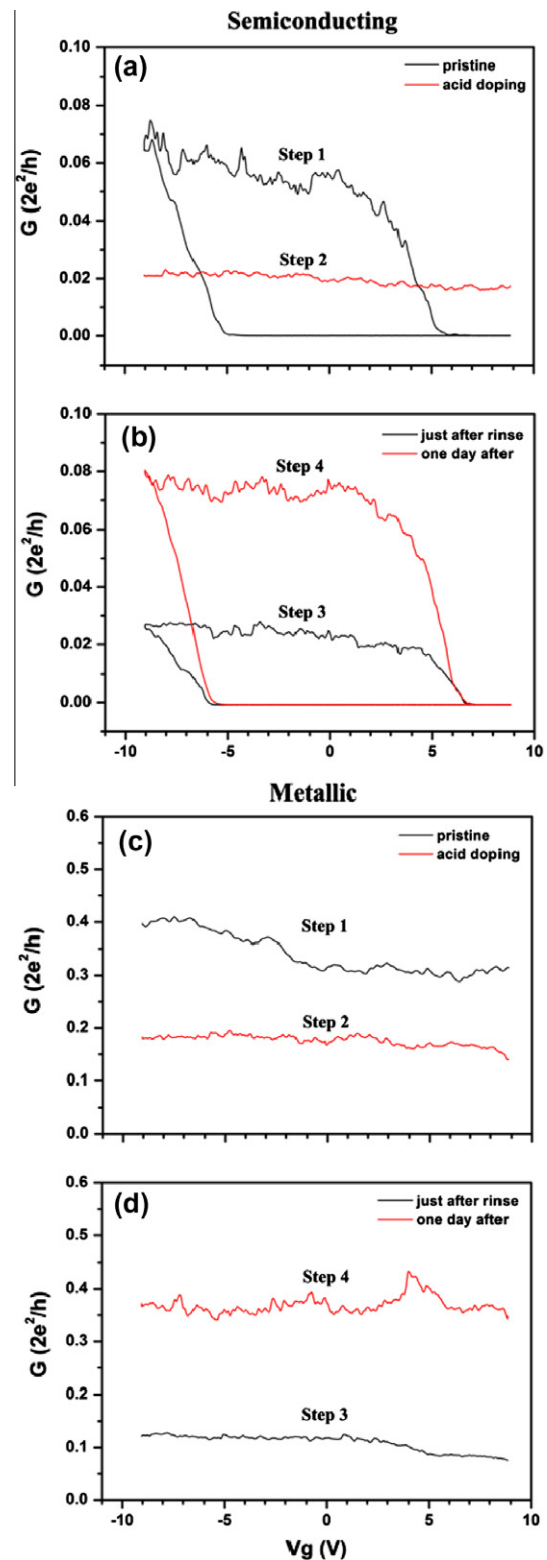 Semiconducting
(a)
pristine
acid doping
Step 1
Step 2
G (2e²/h)
0.10
0.08
0.06
0.04
0.02
0.00
(b)
just after rinse
one day after
Step 4
Step 3
G (2e²/h)
0.10
0.08
0.06
0.04
0.02
0.00
-10 -5 0 5 10
Metallic
(c)
pristine
acid doping
Step 1
Step 2
G (2e²/h)
0.6
0.5
0.4
0.3
0.2
0.1
0.0
(d)
just after rinse
one day after
Step 4
Step 3
G (2e²/h)
0.6
0.5
0.4
0.3
0.2
0.1
0.0
-10 -5 0 5 10
Vg (V)